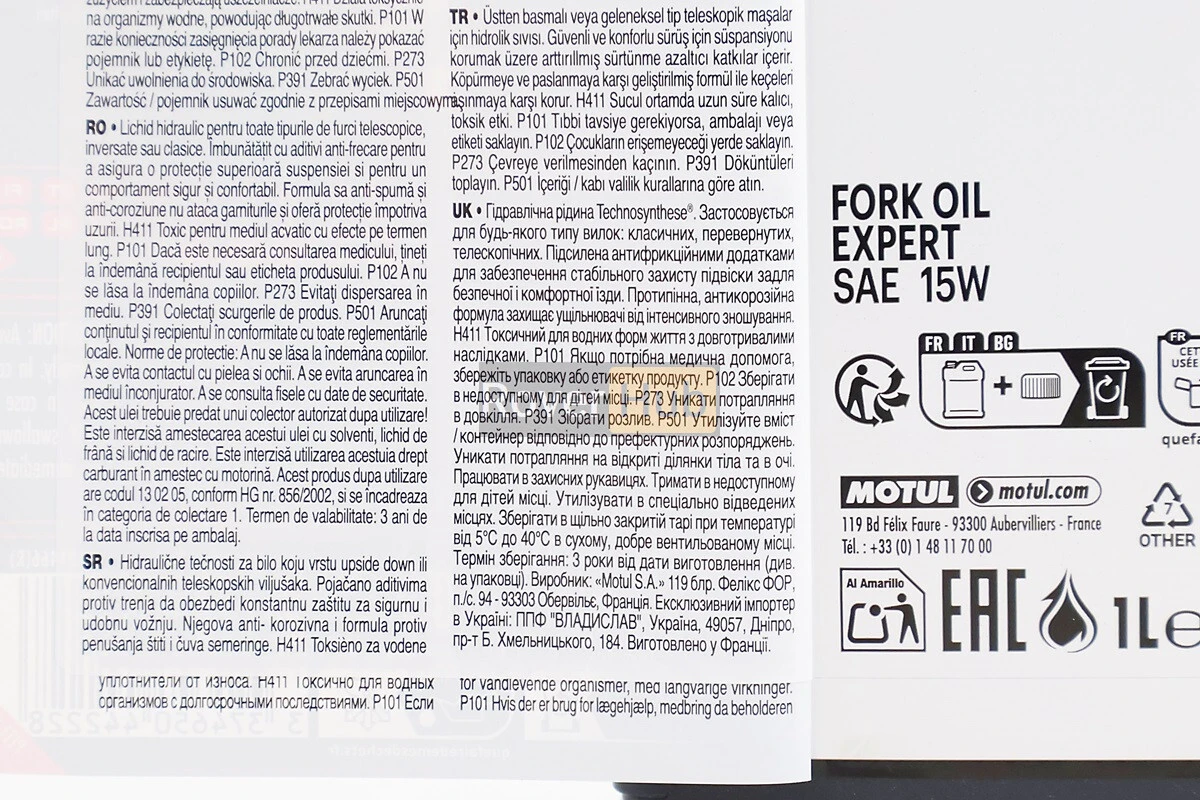 na organizmy wodne, powodując długotrwałe skutki. P101 W
razie konieczności zasięgnięcia porady lekarza należy pokazać
pojemnik lub etykietę. P102 Chronić przed dziećmi. P273
Unikać uwolnienia do środowiska. P391 Zebrać wyciek. P501
Zawartość / pojemnik usuwać zgodnie z przepisami miejscowymi.
RO • Lichid hidraulic pentru toate tipurile de furci telescopice,
inversate sau clasice. Îmbunătățit cu aditivi anti-frecare pentru
a asigura o protecție superioară suspensiei si pentru un
comportament sigur și confortabil. Formula sa anti-spumă și
anti-coroziune nu ataca garniturile și oferă protecție împotriva
uzurii. H411 Toxic pentru mediul acvatic cu efecte pe termen
lung. P101 Dacă este necesară consultarea medicului, țineți
la îndemână recipientul sau eticheta produsului. P102 A nu
se lăsa la îndemâna copiilor. P273 Evitaţi dispersarea în
mediu. P391 Colectaţi scurgerile de produs. P501 Aruncaţi
conţinutul şi recipientul în conformitate cu toate reglementările
locale. Norme de protectie: A nu se lăsa la îndemâna copiilor.
A se evita contactul cu pielea si ochii. A se evita aruncarea in
mediul inconjurator. A se consulta fisele cu date de securitate.
Acest ulei trebuie predat unui colector autorizat dupa utilizare!
Este interzisă amestecarea acestui ulei cu solventi, lichid de
frână si lichid de racire. Este interzisă utilizarea acestuia drept
carburant în amestec cu motorină. Acest produs dupa utilizare
are codul 13 02 05, conform HG nr. 856/2002, si se încadreaza
în categoria de colectare 1. Termen de valabilitate: 3 ani de
la data inscrisa pe ambalaj.
SR • Hidraulične tečnosti za bilo koju vrstu upside down ili
konvencionalnih teleskopskih viljušaka. Pojačano aditivima
protiv trenja da obezbedi konstantnu zaštitu za sigurnu i
udobnu vožnju. Njegova anti- korozivna i formula protiv
penušanja štiti i čuva semeringe. H411 Toksièno za vodene
уплотнители от износа. H411 Токсично для водных
организмов с долгосрочными последствиями. P101 Если
TR • Üstten basmalı veya geleneksel tip teleskopik maşalar
için hidrolik sıvısı. Güvenli ve konforlu sürüş için süspansiyonu
korumak üzere arttırıllmış sürtünme azaltıcı katkılar içerir.
Köpürmeye ve paslanmaya karşı geliştirilmiş formül ile keçeleri
aşınmaya karşı korur. H411 Sucul ortamda uzun süre kalıcı,
toksik etki. P101 Tıbbi tavsiye gerekiyorsa, ambalajı veya
etiketi saklayın. P102 Çocukların erişemeyeceği yerde saklayın.
P273 Çevreye verilmesinden kaçının. P391 Döküntüleri
toplayın. P501 İçeriği / kabı valilik kurallarına göre atın.
UK • Гідравлічна рідина Technosynthese®. Застосовується
для будь-якого типу вилок: класичних, перевернутих,
телескопічних. Підсилена антифрикційними додатками
для забезпечення стабільного захисту підвіски задля
безпечної і комфортної їзди. Протипінна, антикорозійна
формула захищає ущільнювачі від інтенсивного зношування.
H411 Токсичний для водних форм життя з довготривалими
наслідками. P101 Якщо потрібна медична допомога,
збережіть упаковку або етикетку продукту. P102 Зберігати
в недоступному для дітей місці. P273 Уникати потрапляння
в довкілля. P391 Зібрати розлив. P501 Утилізуйте вміст
/ контейнер відповідно до префектурних розпоряджень.
Уникати потрапляння на відкриті ділянки тіла та в очі.
Працювати в захисних рукавицях. Тримати в недоступному
для дітей місці. Утилізувати в спеціально відведених
місцях. Зберігати в щільно закритій тарі при температурі
від 5°C до 40°C в сухому, добре вентильованому місці.
Термін зберігання: 3 роки від дати виготовлення (див.
на упаковці). Виробник: «Motul S.A.» 119 блр. Фелікс ФОР,
п./с. 94 - 93303 Обервільє, Франція. Ексклюзивний імпортер
в Україні: ППФ "ВЛАДИСЛАВ", Україна, 49057, Дніпро,
пр-т Б. Хмельницького, 184. Виготовлено у Франції.
for vandlevende organismer, med langvarige virkninger.
P101 Hvis der er brug for lægehjælp, medbring da beholderen
FORK OIL
EXPERT
SAE 15W
FR IT BG
FR
CET
USÉE
quefa
MOTUL motul.com
119 Bd Félix Faure - 93300 Aubervilliers - France
Tél. : +33 (0) 1 48 11 70 00
7
OTHER
Al Amarillo
EAC
1L e